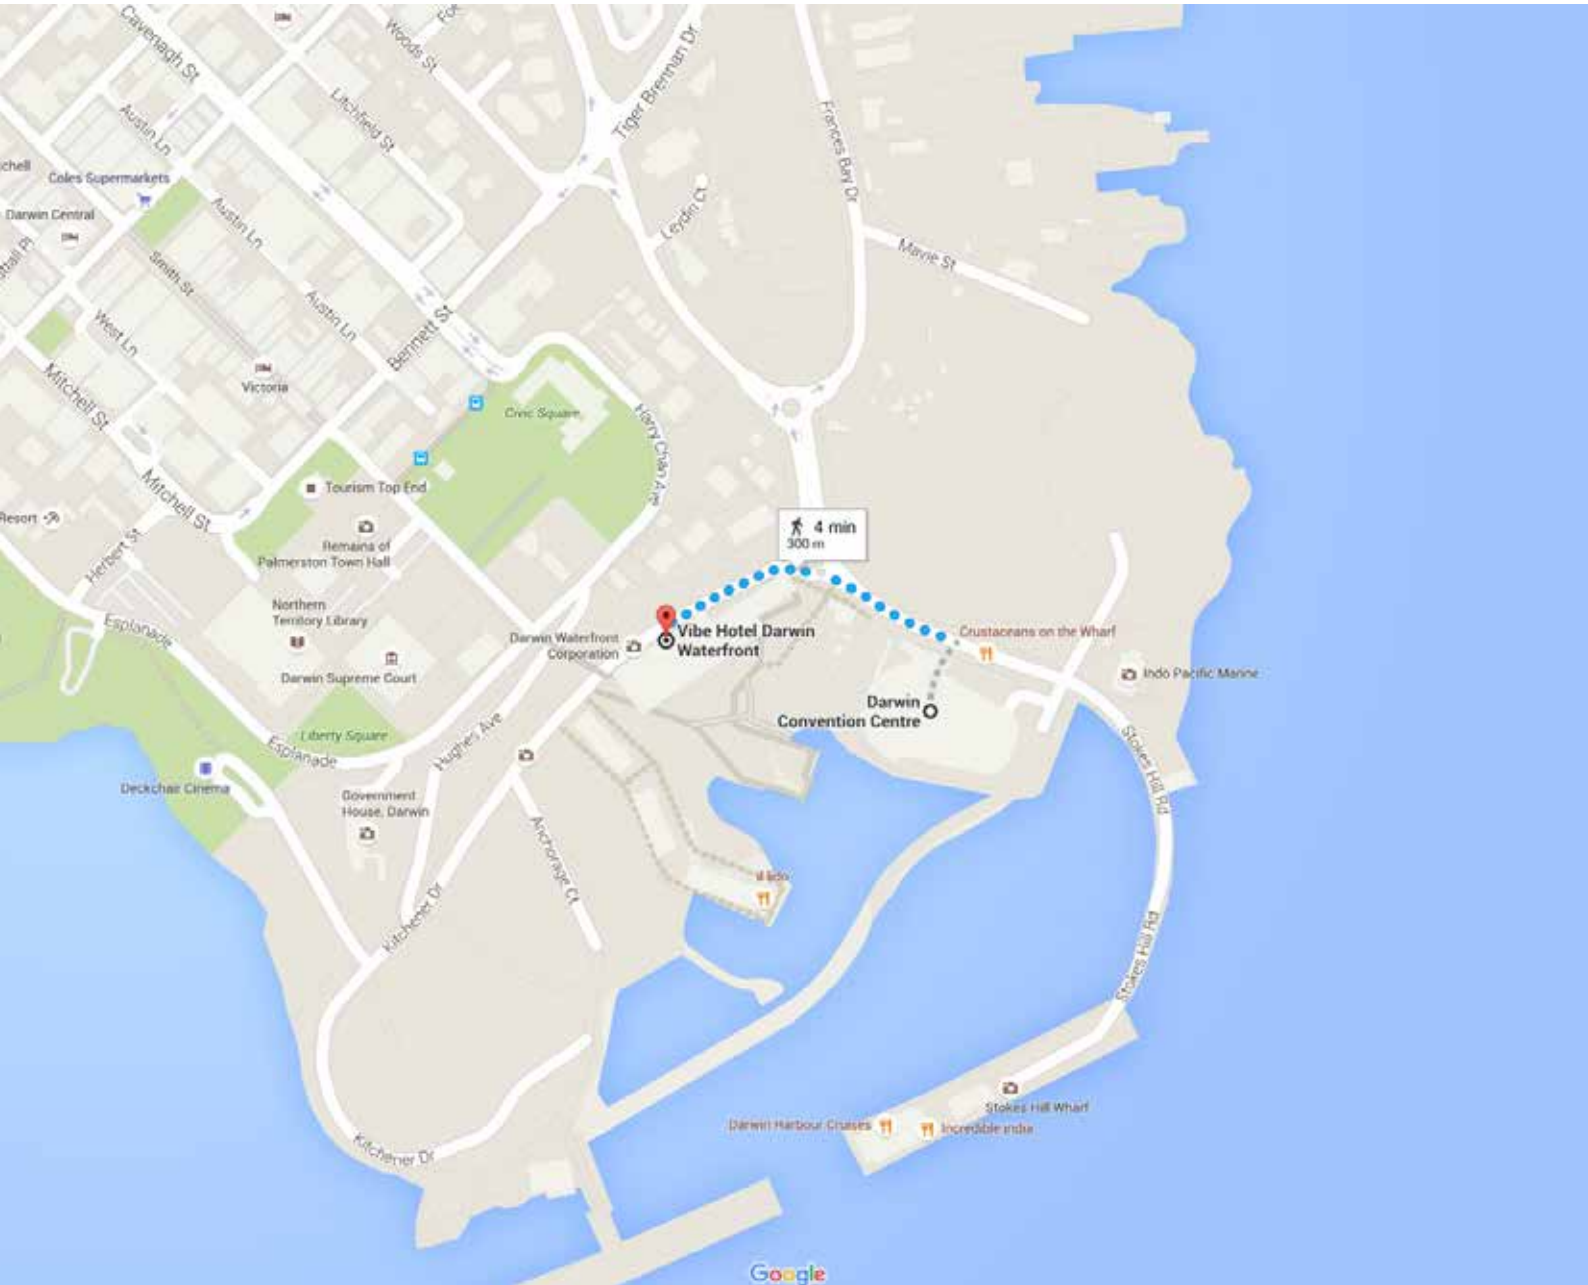 Cavenagh St
Woods St
Litchfield St
Tiger Brennan Dr
Austin Ln
Frances Bay Dr
chell
Coles Supermarkets
Leydin Ct
Darwin Central
Austin Ln
Mavie St
Smith St
Austin Ln
West Ln
Bennett St
Victoria
Mitchell St
Civic Square
Harry Chan Ave
Mitchell St
Tourism Top End
Resort
4 min
300 m
Remains of
Palmerston Town Hall
Herbert St
Northern
Territory Library
Esplanade
Darwin Waterfront
Corporation
Vibe Hotel Darwin
Waterfront
Crustaceans on the Wharf
Darwin Supreme Court
Indo Pacific Marine
Darwin
Convention Centre
Liberty Square
Esplanade
Hughes Ave
Stokes Hill Rd
Deckchair Cinema
Government
House, Darwin
Anchorage Ct
il lido
Kitchener Dr
Stokes Hill Rd
Stokes Hill Wharf
Darwin Harbour Cruises
Incredible india
Kitchener Dr
Google